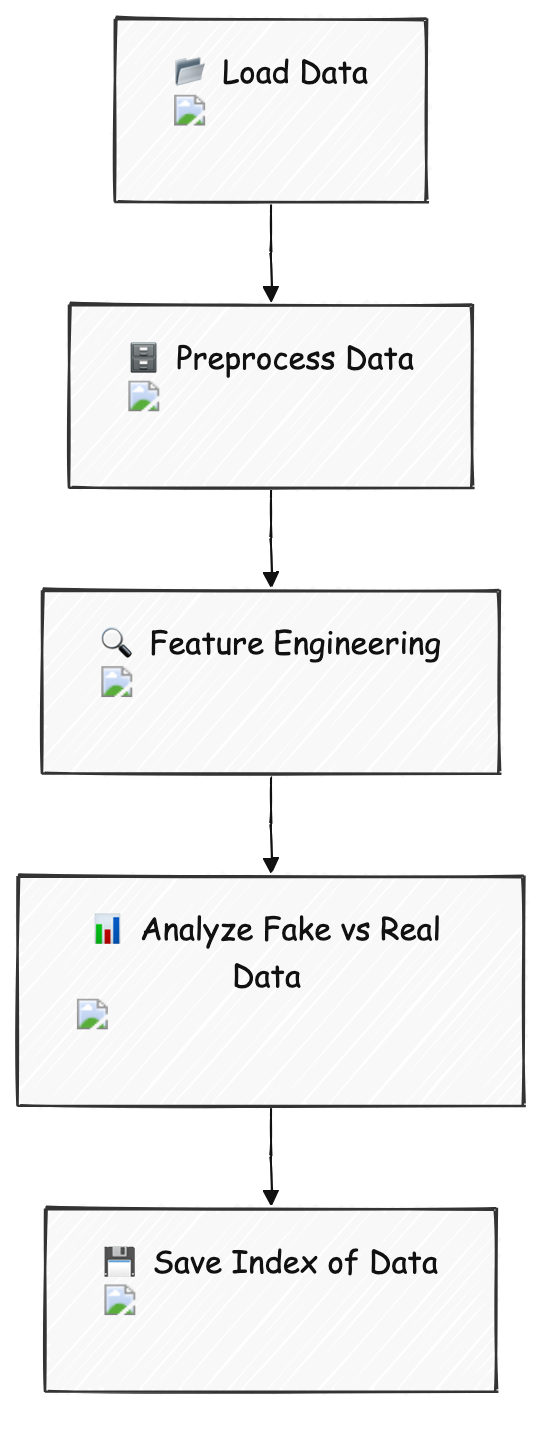 Load Data
Preprocess Data
Feature Engineering
Analyze Fake vs Real
Data
Save Index of Data